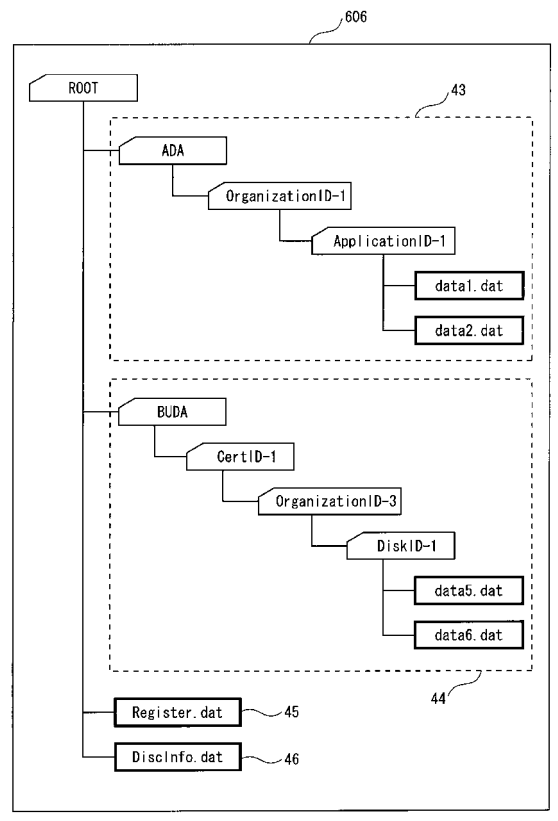 606
ROOT
43
ADA
OrganizationID-1
ApplicationID-1
data1.dat
data2.dat
BUDA
CertID-1
OrganizationID-3
DiskID-1
data5.dat
data6.dat
44
Register.dat
45
DiscInfo.dat
46